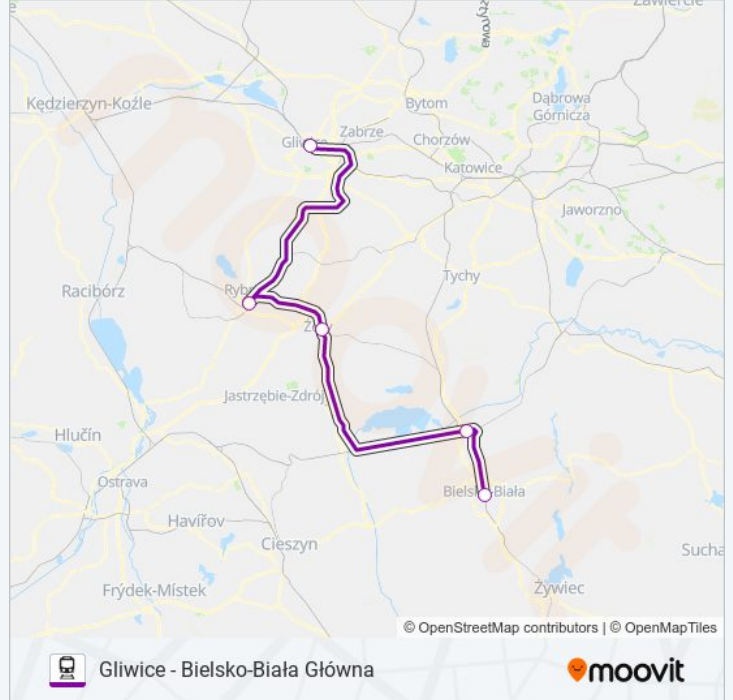 Zawiercie
Kędzierzyn-Koźle
Bytom
Dąbrowa
Górnicza
Zabrze
Chorzów
Katowice
Jaworzno
Tychy
Racibórz
Jastrzębie-Zdrój
Hlučín
Ostrava
Bielsko-Biała
Havířov
Cieszyn
Sucha
Frýdek-Místek
Żywiec
© OpenStreetMap contributors | © OpenMapTiles
Gliwice - Bielsko-Biała Główna
moovit